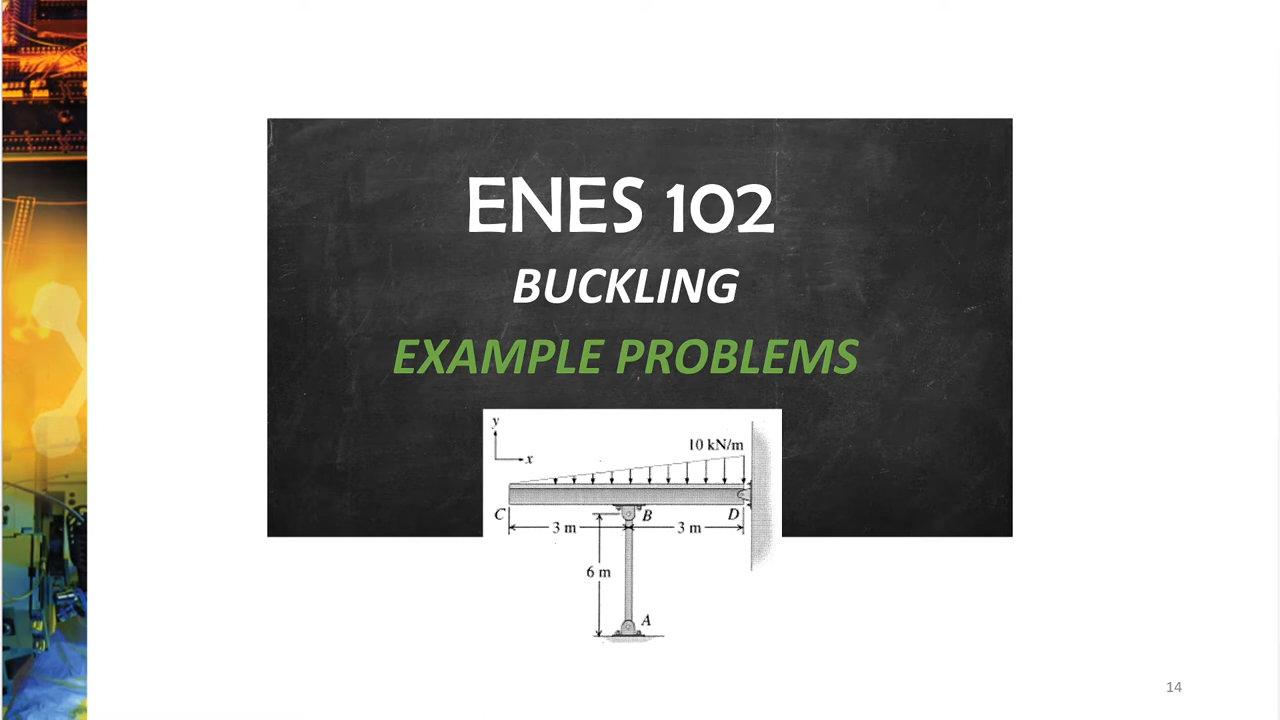 ENES 102
BUCKLING
EXAMPLE PROBLEMS
y
10 kN/m
x
C
B
D
3 m
3 m
6 m
A
14